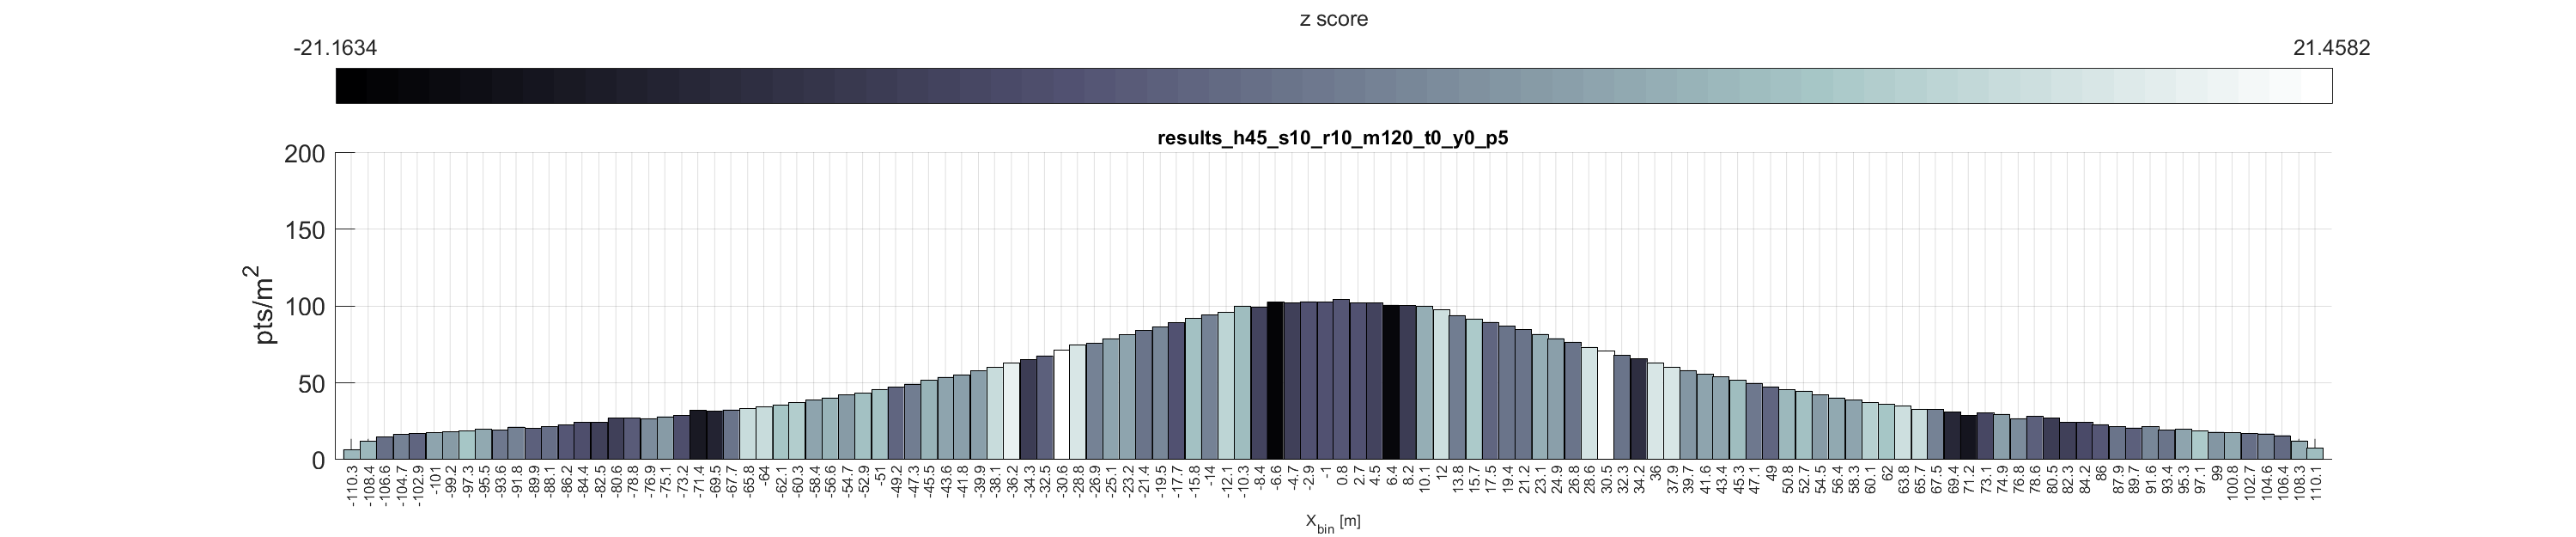 z score
-21.1634 21.4582
results_h45_s10_r10_m120_t0_y0_p5
200
150
100
50
0
pts/m2
-110.3 -108.4 -106.6 -104.7 -102.9 -101 -99.2 -97.3 -95.5 -93.6 -91.8 -89.9 -88.1 -86.2 -84.4 -82.5 -80.6 -78.8 -76.9 -75.1 -73.2 -71.4 -69.5 -67.7 -65.8 -64 -62.1 -60.3 -58.4 -56.6 -54.7 -52.9 -51 -49.2 -47.3 -45.5 -43.6 -41.8 -39.9 -38.1 -36.2 -34.3 -32.5 -30.6 -28.8 -26.9 -25.1 -23.2 -21.4 -19.5 -17.7 -15.8 -14 -12.1 -10.3 -8.4 -6.6 -4.7 -2.9 -1 0.8 2.7 4.5 6.4 8.2 10.1 12 13.8 15.7 17.5 19.4 21.2 23.1 24.9 26.8 28.6 30.5 32.3 34.2 36 37.9 39.7 41.6 43.4 45.3 47.1 49 50.8 52.7 54.5 56.4 58.3 60.1 62 63.8 65.7 67.5 69.4 71.2 73.1 74.9 76.8 78.6 80.5 82.3 84.2 86 87.9 89.7 91.6 93.4 95.3 97.1 99 100.8 102.7 104.6 106.4 108.3 110.1
Xbin [m]